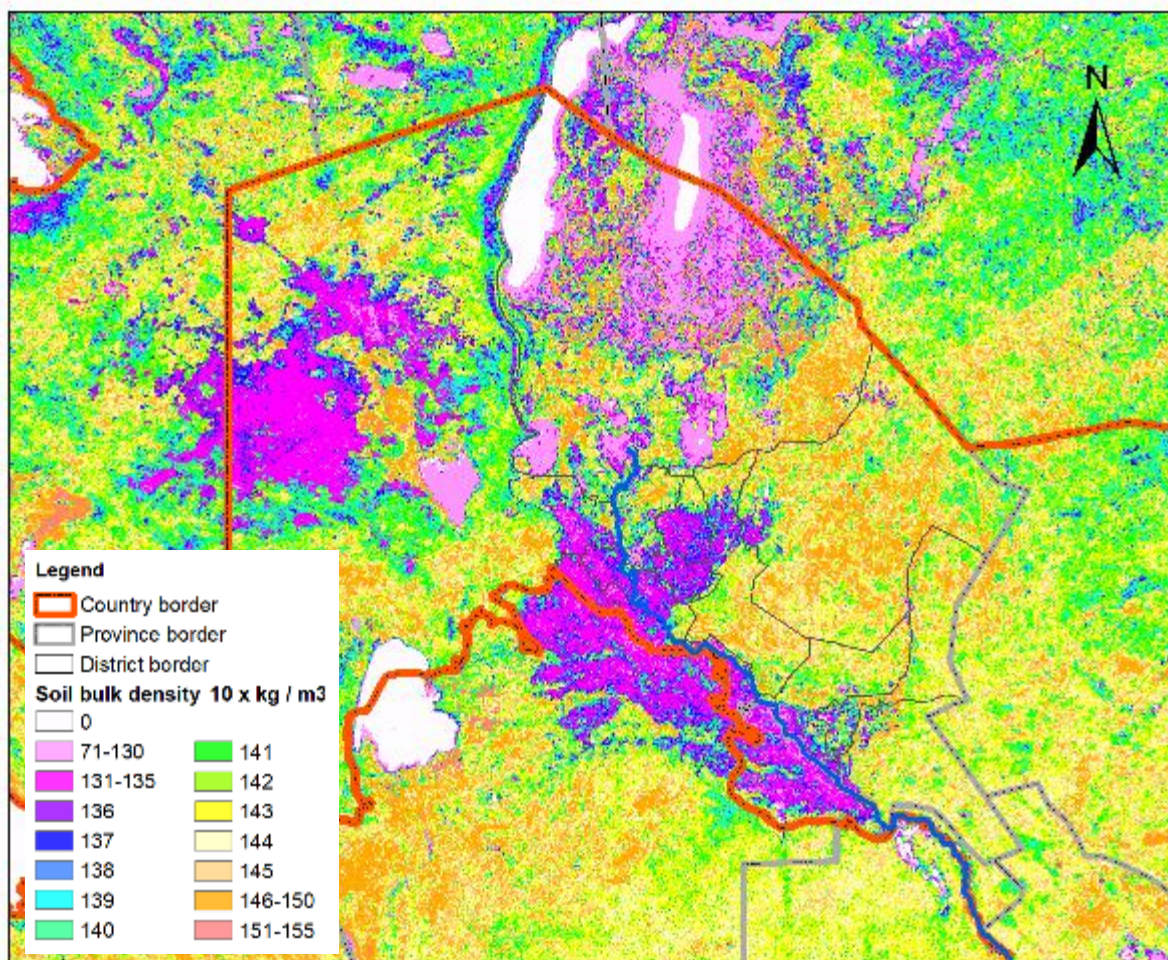 N
Legend
Country border
Province border
District border
Soil bulk density 10 x kg / m3
0
71-130
131-135
136
137
138
139
140
141
142
143
144
145
146-150
151-155